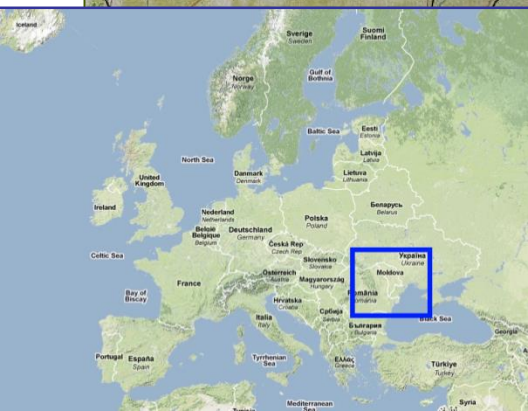 Iceland
Sverige
Sweden
Suomi
Finland
Norge
Norway
Gulf of
Bothnia
Baltic Sea
Eesti
Estonia
North Sea
Latvija
Latvia
Danmark
Denmark
Lietuva
Lithuania
United
Kingdom
Ireland
Беларусь
Belarus
Nederland
Netherlands
Polska
Poland
België
Belgique
Belgium
Deutschland
Germany
Česká Rep
Czech Rep
Celtic Sea
Україна
Ukraine
Slovensko
Slovakia
Moldova
Österreich
Austria
Magyarország
Hungary
France
Bay of
Biscay
România
Romania
Hrvatska
Croatia
Србија
Serbia
Italia
Italy
Black Sea
България
Bulgaria
Georgia
Portugal
España
Spain
Tyrrhenian
Sea
Ελλάς
Greece
Türkiye
Turkey
Mediterranean
Sea
Syria